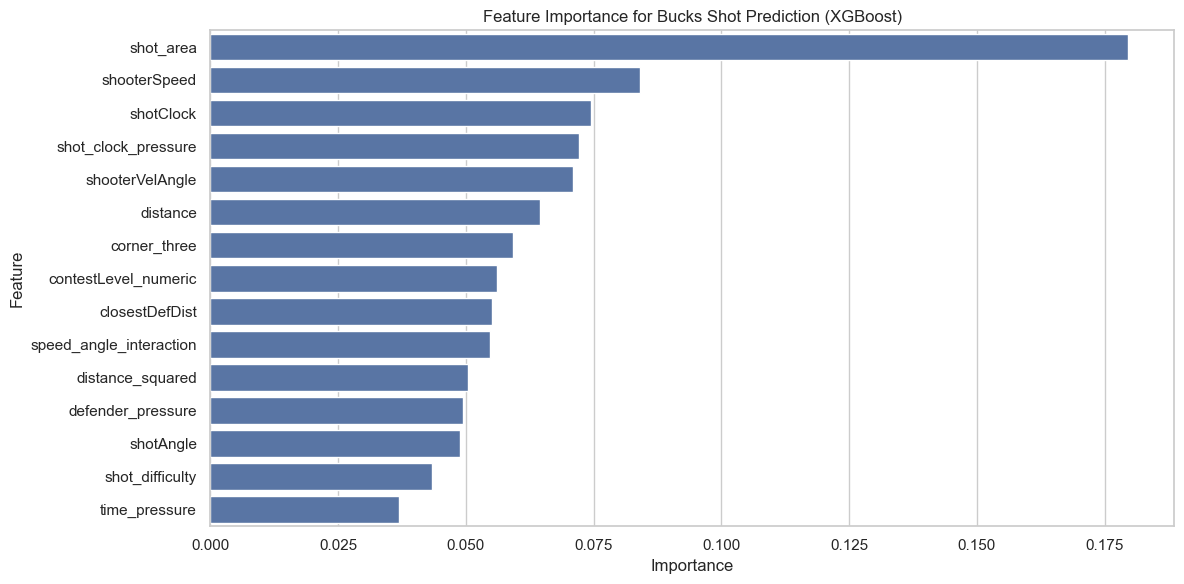 Feature Importance for Bucks Shot Prediction (XGBoost)
shot_area
shooterSpeed
shotClock
shot_clock_pressure
shooterVelAngle
distance
corner_three
contestLevel_numeric
closestDefDist
speed_angle_interaction
distance_squared
defender_pressure
shotAngle
shot_difficulty
time_pressure
Feature
0.000 0.025 0.050 0.075 0.100 0.125 0.150 0.175
Importance